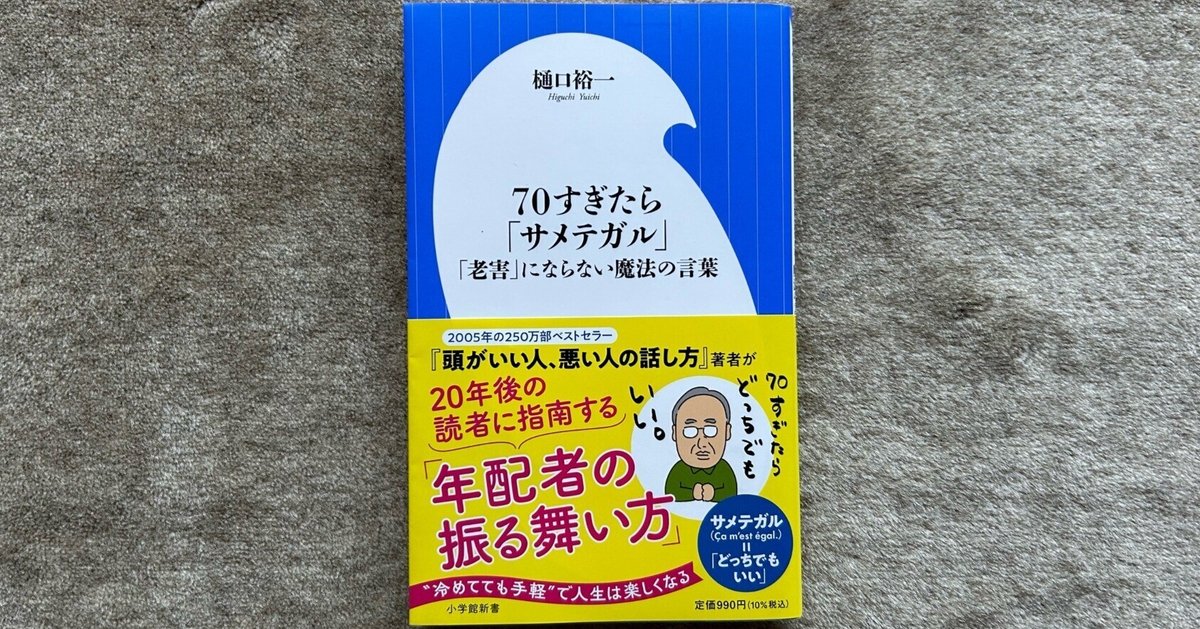 樋口裕一
Higuchi Yuichi
70すぎたら
「サメテガル」
「老害」にならない魔法の言葉
2005年の250万部ベストセラー
『頭がいい人、悪い人の話し方』著者が
20年後の
読者に指南する
「年配者の
振る舞い方」
70すぎたら
どっちでも
いい。
サメテガル
(Ça m'est égal.)
=
「どっちでも
いい」
"冷めてても手軽"で人生は楽しくなる
小学館新書
定価990円(10%税込)